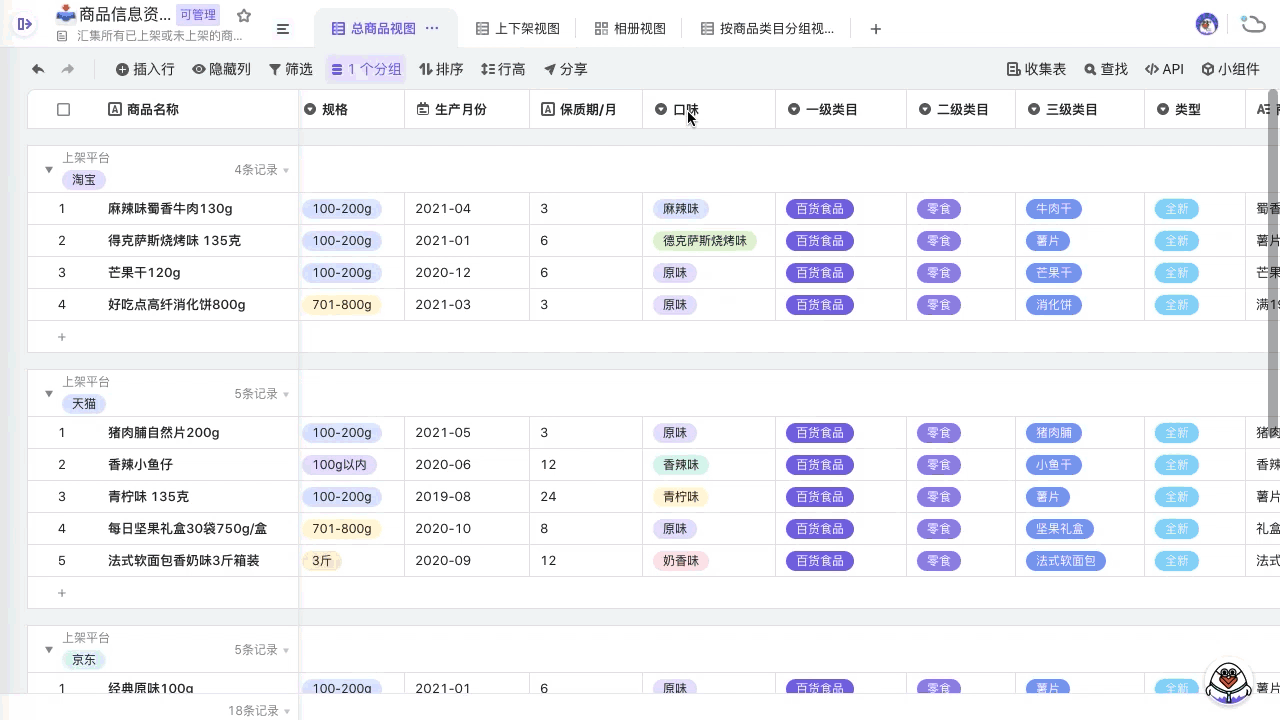 商品信息资... 可管理
汇集所有已上架或未上架的商...
总商品视图 ··· 上下架视图 相册视图 按商品类目分组视... +
插入行 隐藏列 筛选 1 个分组 排序 行高 分享 收集表 查找 API 小组件
商品名称 规格 生产月份 保质期/月 口味 一级类目 二级类目 三级类目 类型
上架平台
淘宝 4条记录
1 麻辣味蜀香牛肉130g 100-200g 2021-04 3 麻辣味 百货食品 零食 牛肉干 全新 蜀香
2 得克萨斯烧烤味 135克 100-200g 2021-01 6 德克萨斯烧烤味 百货食品 零食 薯片 全新 薯片
3 芒果干120g 100-200g 2020-12 6 原味 百货食品 零食 芒果干 全新 芒果
4 好吃点高纤消化饼800g 701-800g 2021-03 3 原味 百货食品 零食 消化饼 全新 满19
+
上架平台
天猫 5条记录
1 猪肉脯自然片200g 100-200g 2021-05 3 原味 百货食品 零食 猪肉脯 全新 猪肉
2 香辣小鱼仔 100g以内 2020-06 12 香辣味 百货食品 零食 小鱼干 全新 香辣
3 青柠味 135克 100-200g 2019-08 24 青柠味 百货食品 零食 薯片 全新 薯片
4 每日坚果礼盒30袋750g/盒 701-800g 2020-10 8 原味 百货食品 零食 坚果礼盒 全新 礼盒
5 法式软面包香奶味3斤箱装 3斤 2020-09 12 奶香味 百货食品 零食 法式软面包 全新 法式
+
上架平台
京东 5条记录
1 经典原味100g 100-200g 2021-01 6 原味 百货食品 零食 薯片 全新 薯片
18条记录